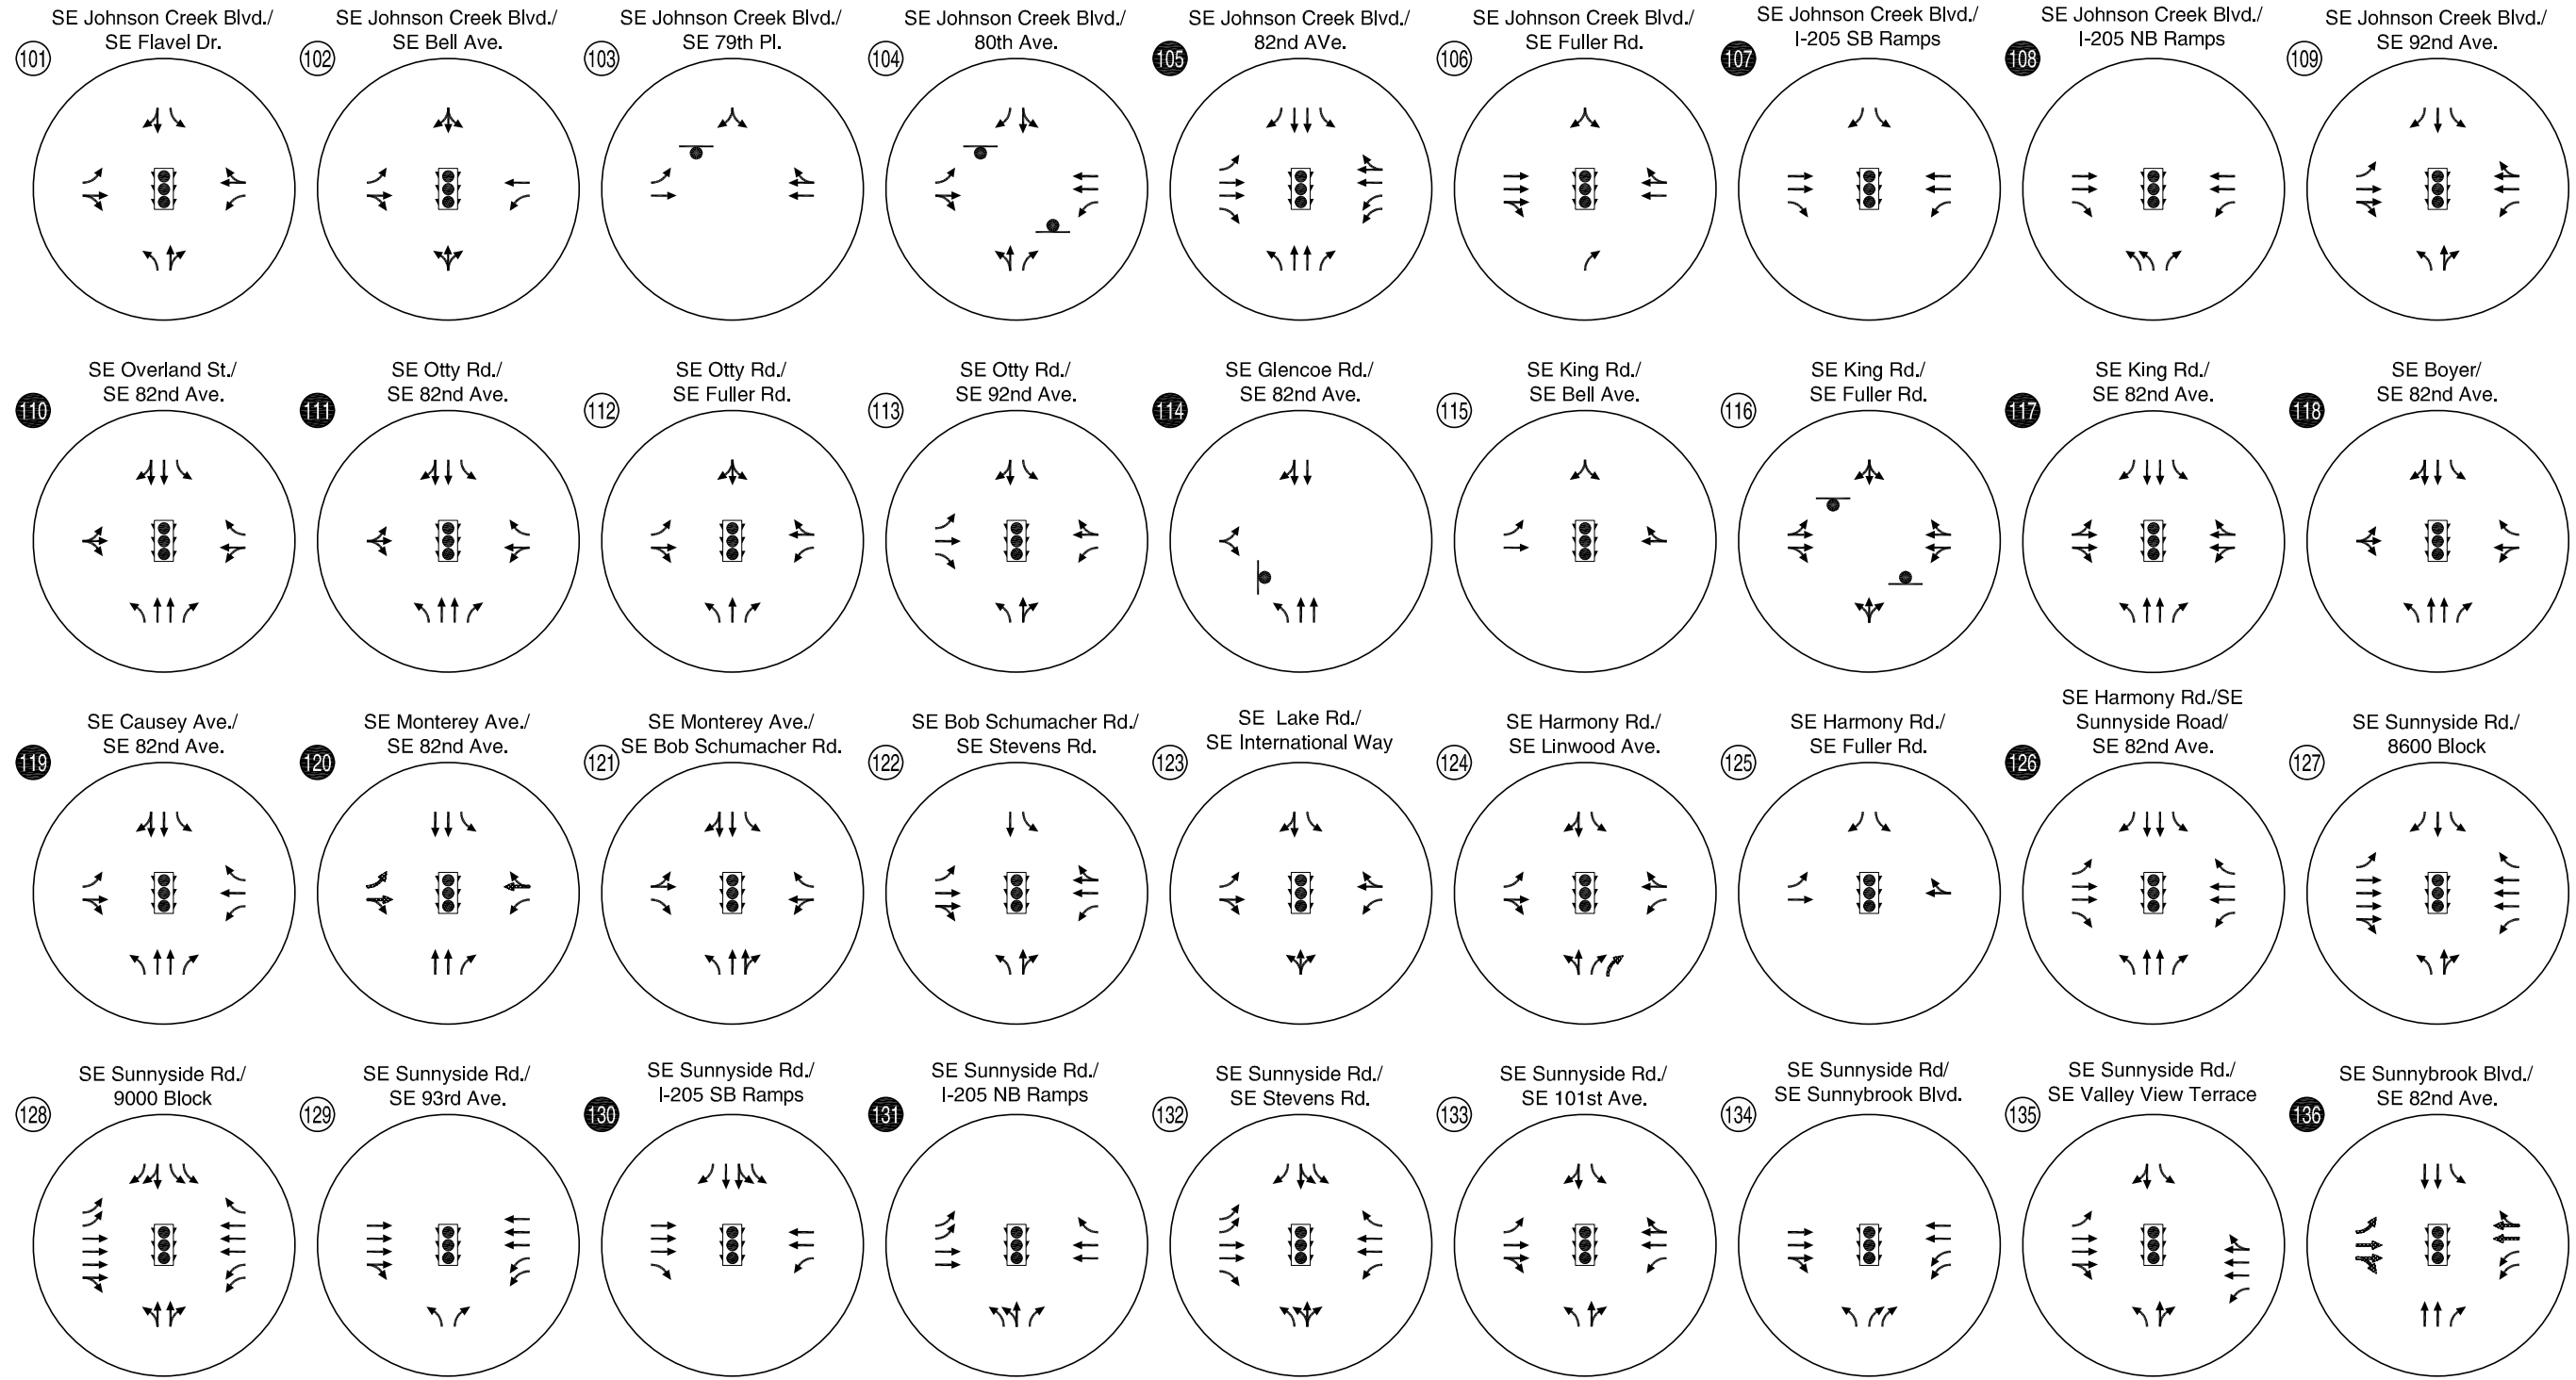 SE Johnson Creek Blvd./
SE Flavel Dr.
101
SE Johnson Creek Blvd./
SE Bell Ave.
102
SE Johnson Creek Blvd./
SE 79th Pl.
103
SE Johnson Creek Blvd./
80th Ave.
104
SE Johnson Creek Blvd./
82nd AVe.
105
SE Johnson Creek Blvd./
SE Fuller Rd.
106
SE Johnson Creek Blvd./
I-205 SB Ramps
107
SE Johnson Creek Blvd./
I-205 NB Ramps
108
SE Johnson Creek Blvd./
SE 92nd Ave.
109
SE Overland St./
SE 82nd Ave.
110
SE Otty Rd./
SE 82nd Ave.
111
SE Otty Rd./
SE Fuller Rd.
112
SE Otty Rd./
SE 92nd Ave.
113
SE Glencoe Rd./
SE 82nd Ave.
114
SE King Rd./
SE Bell Ave.
115
SE King Rd./
SE Fuller Rd.
116
SE King Rd./
SE 82nd Ave.
117
SE Boyer/
SE 82nd Ave.
118
SE Causey Ave./
SE 82nd Ave.
119
SE Monterey Ave./
SE 82nd Ave.
120
SE Monterey Ave./
SE Bob Schumacher Rd.
121
SE Bob Schumacher Rd./
SE Stevens Rd.
122
SE Lake Rd./
SE International Way
123
SE Harmony Rd./
SE Linwood Ave.
124
SE Harmony Rd./
SE Fuller Rd.
125
SE Harmony Rd./SE
Sunnyside Road/
SE 82nd Ave.
126
SE Sunnyside Rd./
8600 Block
127
SE Sunnyside Rd./
9000 Block
128
SE Sunnyside Rd./
SE 93rd Ave.
129
SE Sunnyside Rd./
I-205 SB Ramps
130
SE Sunnyside Rd./
I-205 NB Ramps
131
SE Sunnyside Rd./
SE Stevens Rd.
132
SE Sunnyside Rd./
SE 101st Ave.
133
SE Sunnyside Rd/
SE Sunnybrook Blvd.
134
SE Sunnyside Rd./
SE Valley View Terrace
135
SE Sunnybrook Blvd./
SE 82nd Ave.
136